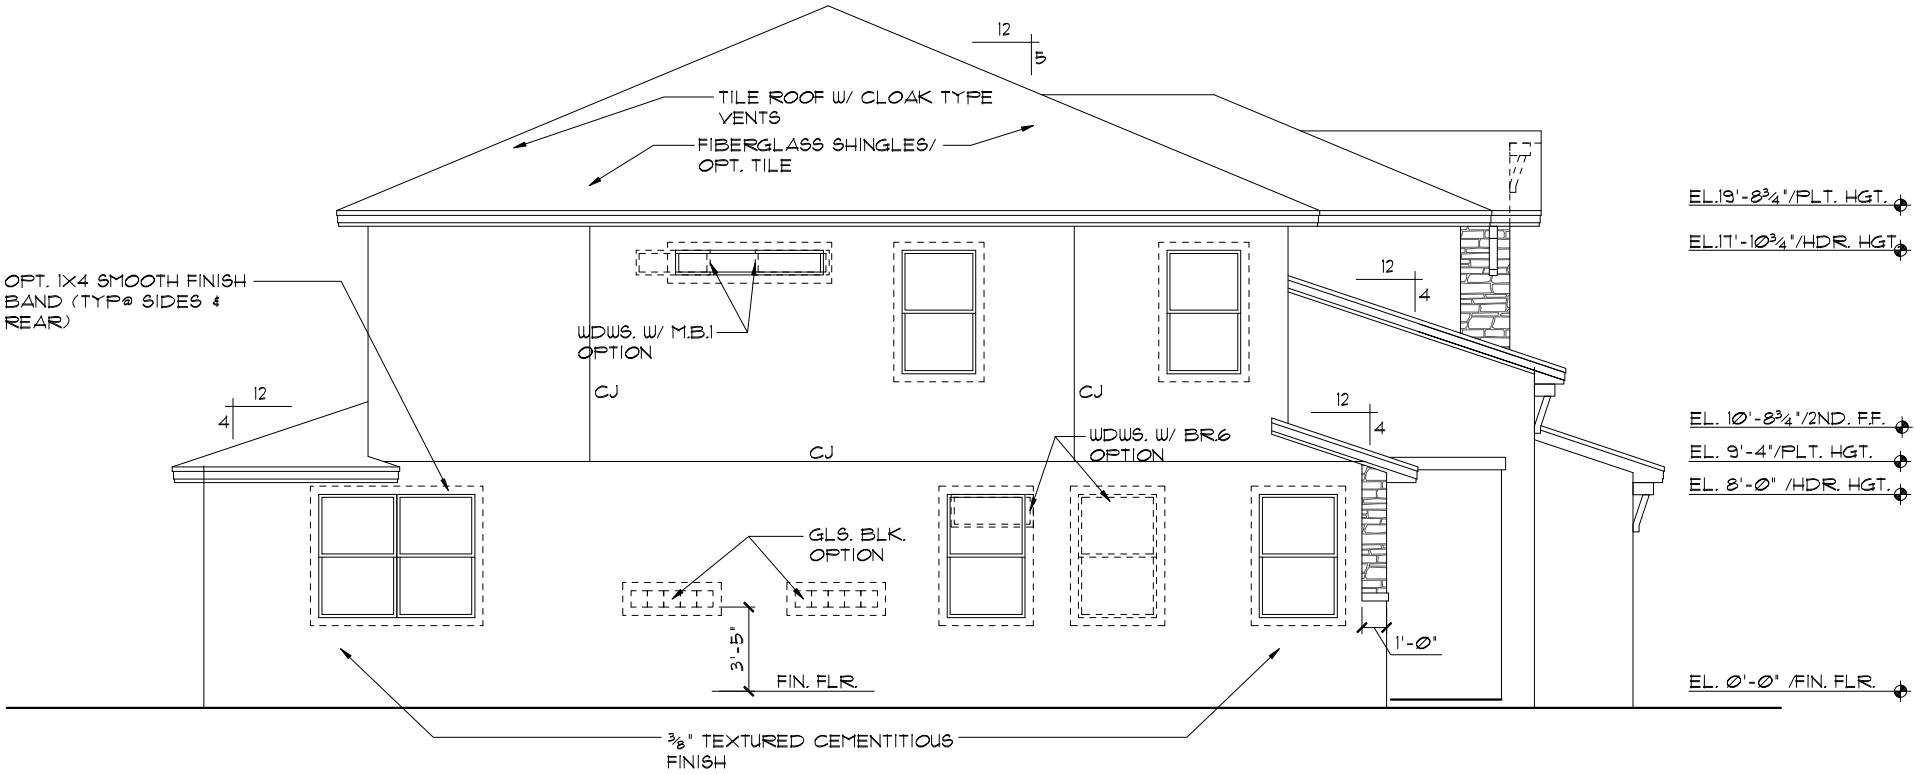 12
5
TILE ROOF W/ CLOAK TYPE
VENTS
FIBERGLASS SHINGLES/
OPT. TILE
EL.19'-8¾"/PLT. HGT.
EL.17'-10¾"/HDR. HGT
OPT. 1X4 SMOOTH FINISH
BAND (TYP@ SIDES &
REAR)
12
4
WDWS. W/ M.B.1
OPTION
CJ
CJ
12
4
12
4
EL. 10'-8¾"/2ND. F.F.
WDWS. W/ BR.6
OPTION
CJ
EL. 9'-4"/PLT. HGT.
EL. 8'-0" /HDR. HGT.
GLS. BLK.
OPTION
3'-5"
1'-0"
FIN. FLR.
EL. 0'-0" /FIN. FLR.
⅜" TEXTURED CEMENTITIOUS
FINISH